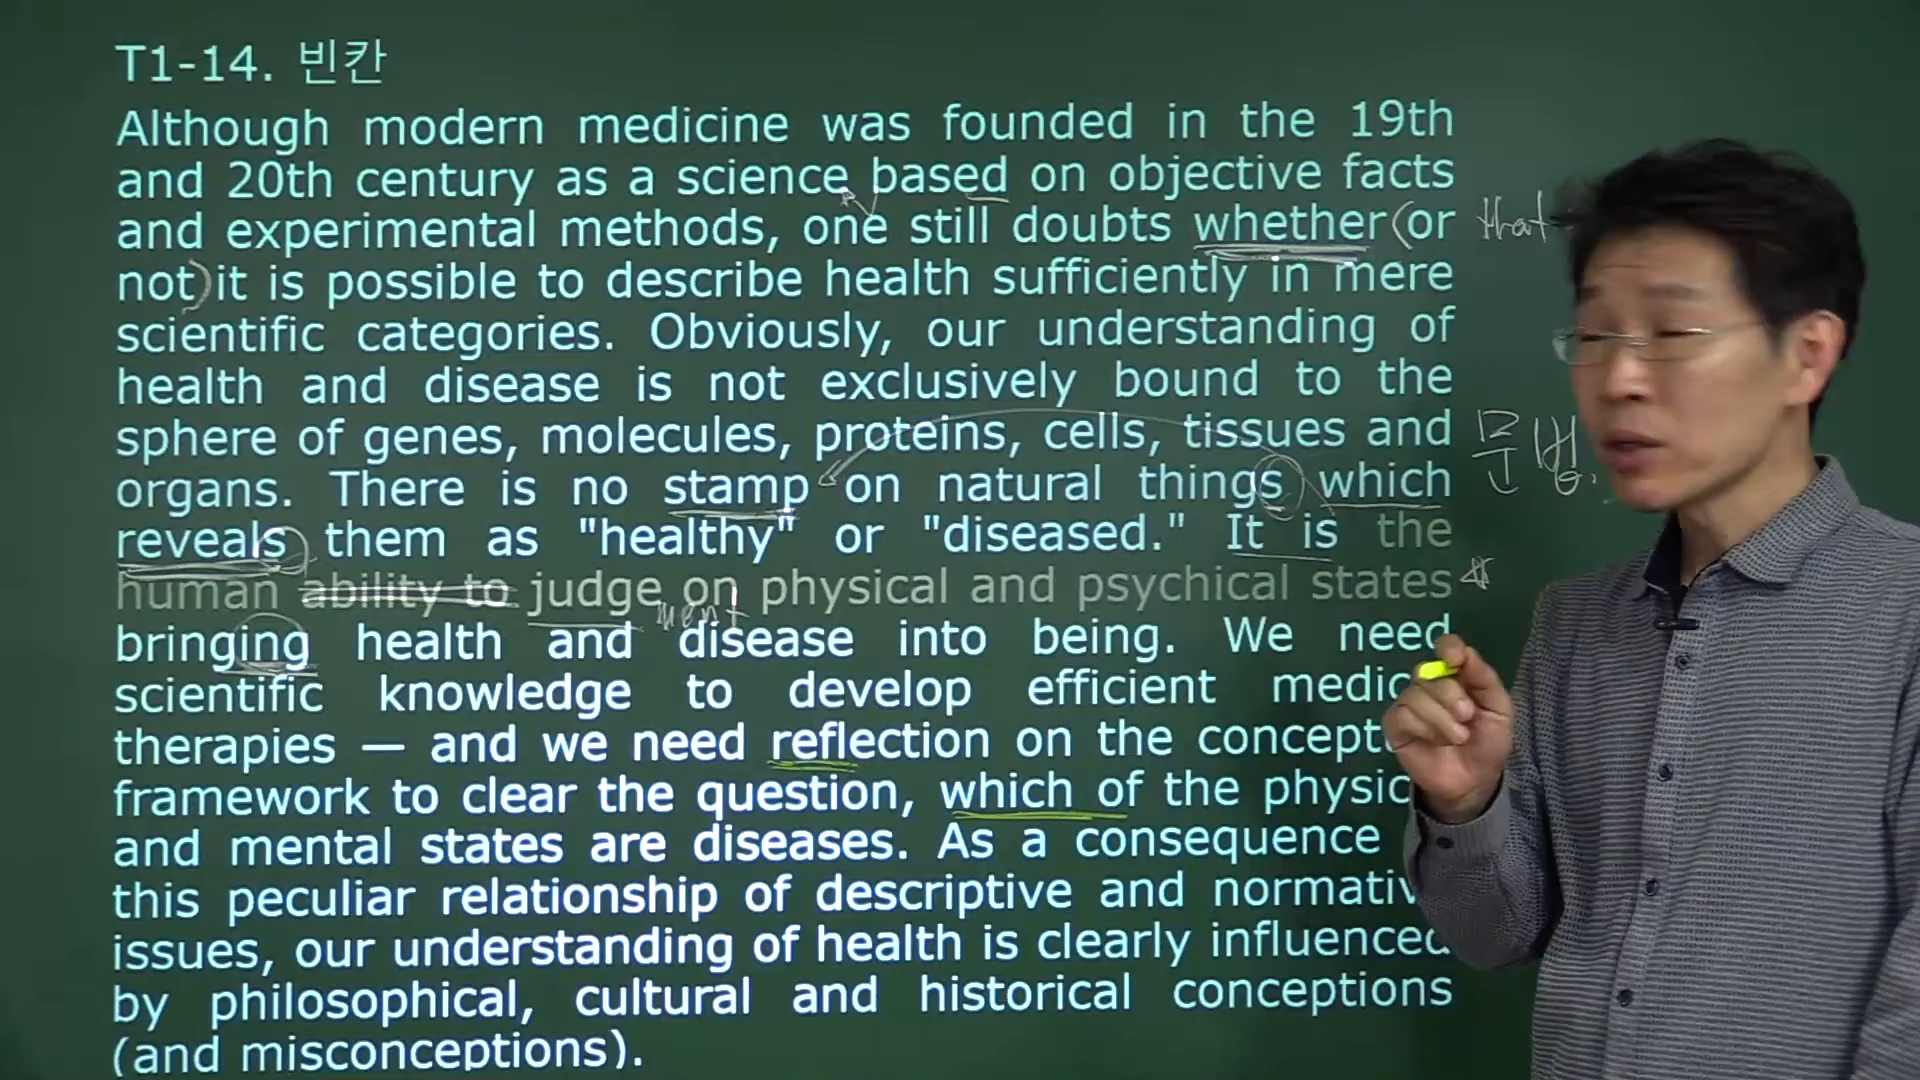 T1-14. 빈칸
Although modern medicine was founded in the 19th
and 20th century as a science based on objective facts
and experimental methods, one still doubts whether (or that
not) it is possible to describe health sufficiently in mere
scientific categories. Obviously, our understanding of
health and disease is not exclusively bound to the
sphere of genes, molecules, proteins, cells, tissues and
문법.
organs. There is no stamp on natural things which
reveals them as "healthy" or "diseased." It is the
human ability to judge on physical and psychical states
ment
bringing health and disease into being. We need
scientific knowledge to develop efficient medic
therapies — and we need reflection on the concept
framework to clear the question, which of the physic
and mental states are diseases. As a consequence
this peculiar relationship of descriptive and normativ
issues, our understanding of health is clearly influenced
by philosophical, cultural and historical conceptions
(and misconceptions).